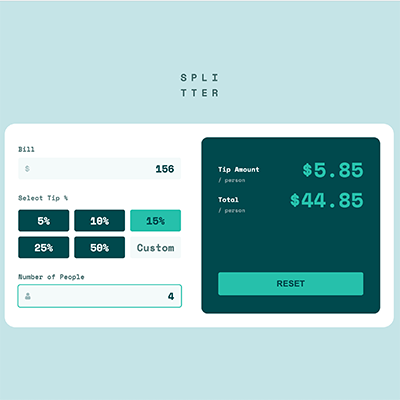 SPLI
TTER
Bill
$ 156
Select Tip %
5% 10% 15%
25% 50% Custom
Number of People
4
Tip Amount $5.85
/ person
Total $44.85
/ person
RESET